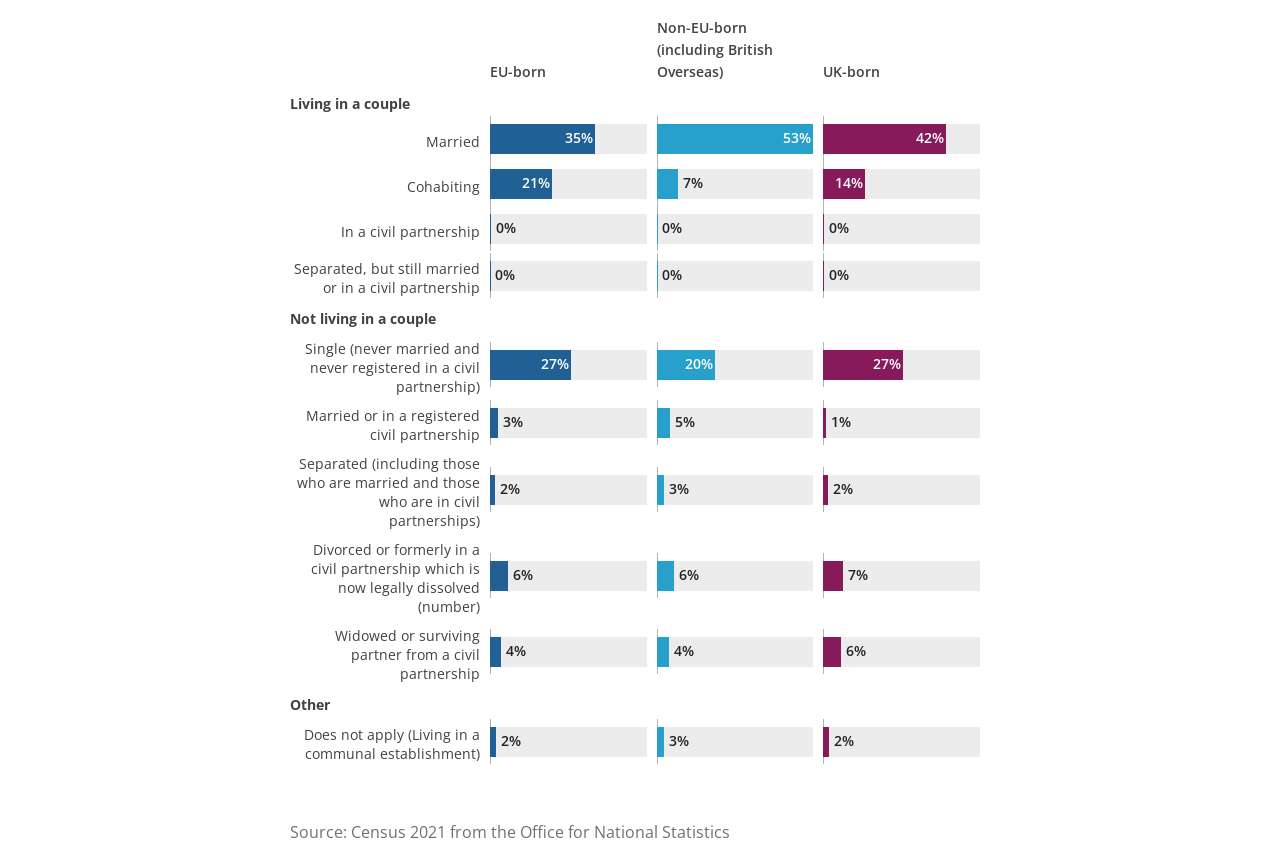 Non-EU-born
(including British
EU-born Overseas) UK-born
Living in a couple
Married 35% 53% 42%
Cohabiting 21% 7% 14%
In a civil partnership 0% 0% 0%
Separated, but still married
or in a civil partnership 0% 0% 0%
Not living in a couple
Single (never married and
never registered in a civil 27% 20% 27%
partnership)
Married or in a registered
civil partnership 3% 5% 1%
Separated (including those
who are married and those 2% 3% 2%
who are in civil
partnerships)
Divorced or formerly in a
civil partnership which is 6% 6% 7%
now legally dissolved
(number)
Widowed or surviving
partner from a civil 4% 4% 6%
partnership
Other
Does not apply (Living in a 2% 3% 2%
communal establishment)
Source: Census 2021 from the Office for National Statistics